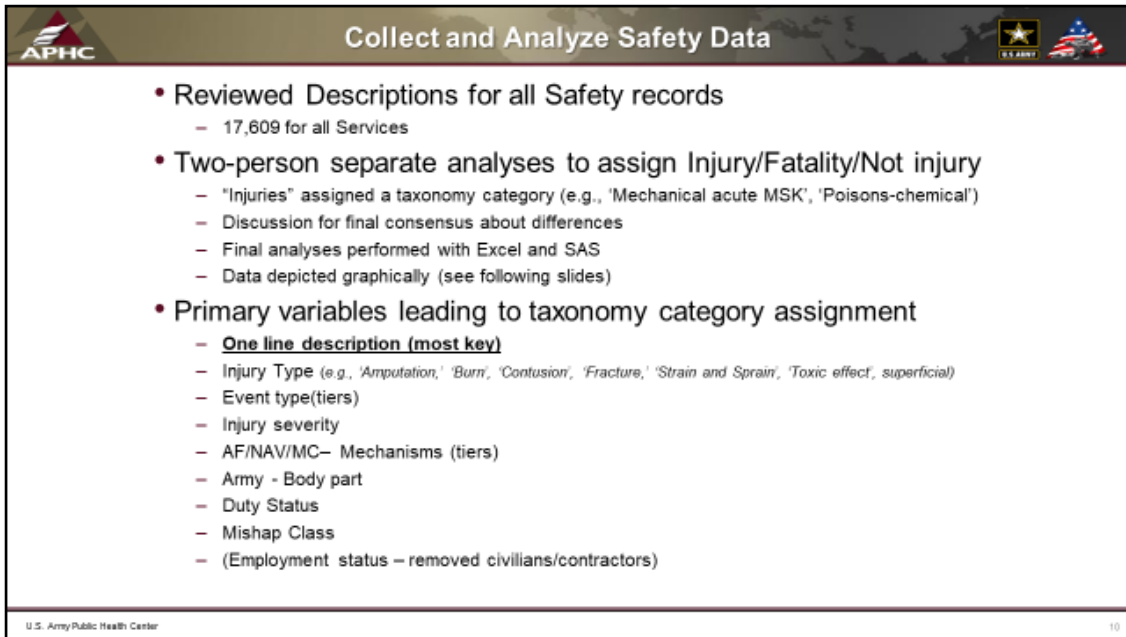 APHC
Collect and Analyze Safety Data
U.S. ARMY
• Reviewed Descriptions for all Safety records
– 17,609 for all Services
• Two-person separate analyses to assign Injury/Fatality/Not injury
– "Injuries" assigned a taxonomy category (e.g., 'Mechanical acute MSK', 'Poisons-chemical')
– Discussion for final consensus about differences
– Final analyses performed with Excel and SAS
– Data depicted graphically (see following slides)
• Primary variables leading to taxonomy category assignment
– One line description (most key)
– Injury Type (e.g., 'Amputation,' 'Burn', 'Contusion', 'Fracture,' 'Strain and Sprain', 'Toxic effect', superficial)
– Event type(tiers)
– Injury severity
– AF/NAV/MC– Mechanisms (tiers)
– Army - Body part
– Duty Status
– Mishap Class
– (Employment status – removed civilians/contractors)
U.S. Army Public Health Center
10